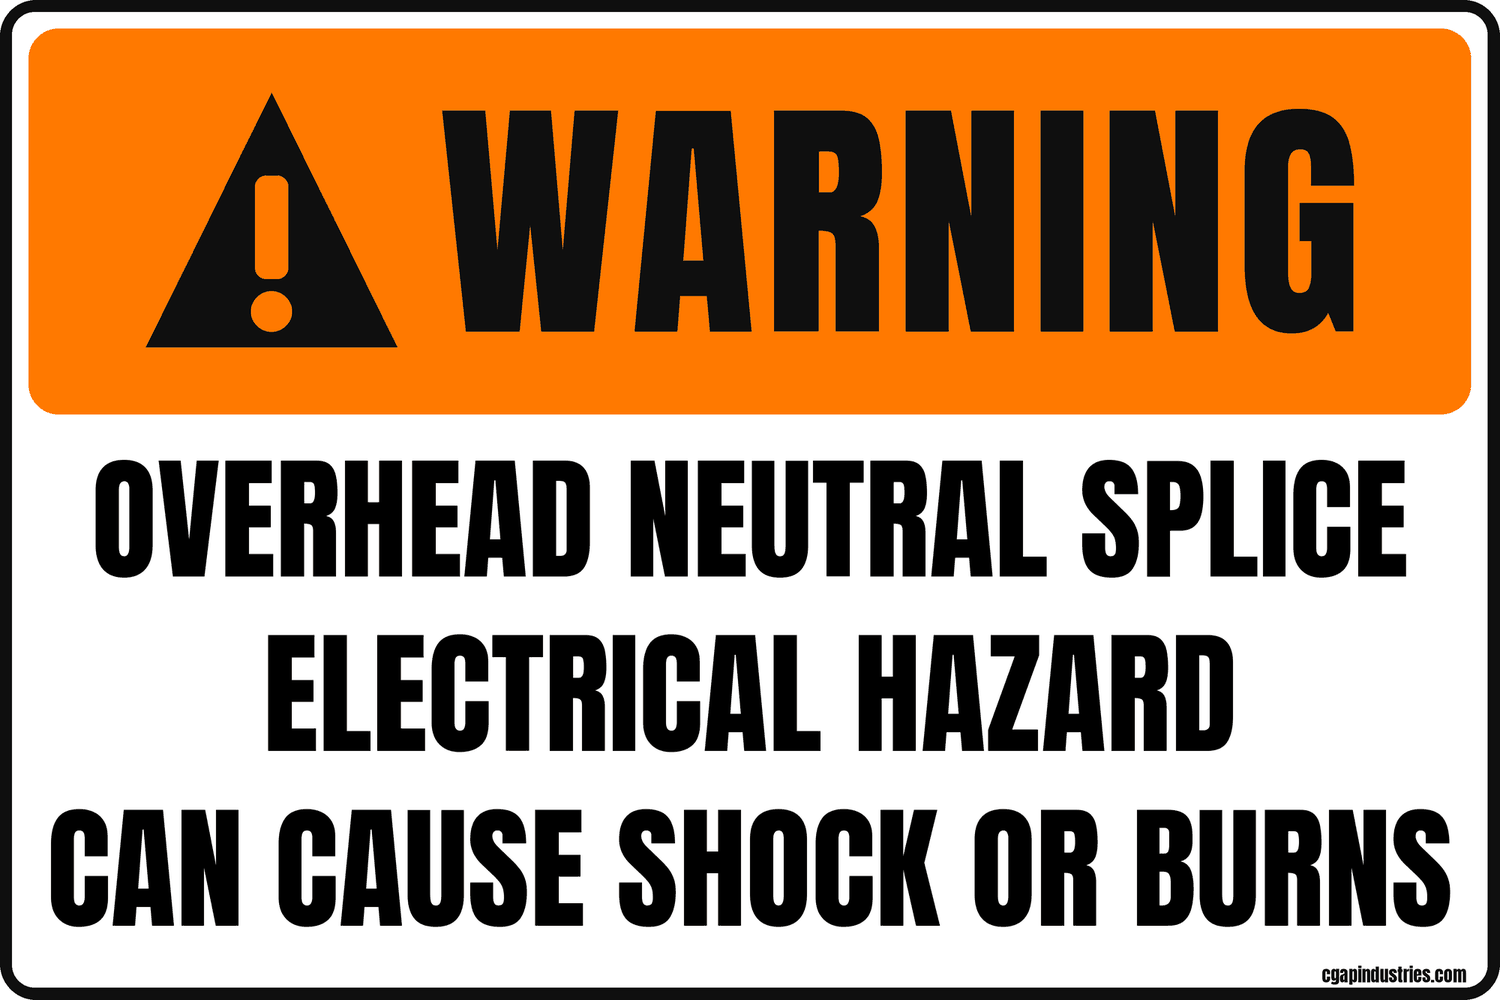 WARNING
OVERHEAD NEUTRAL SPLICE
ELECTRICAL HAZARD
CAN CAUSE SHOCK OR BURNS
cgapindustries.com